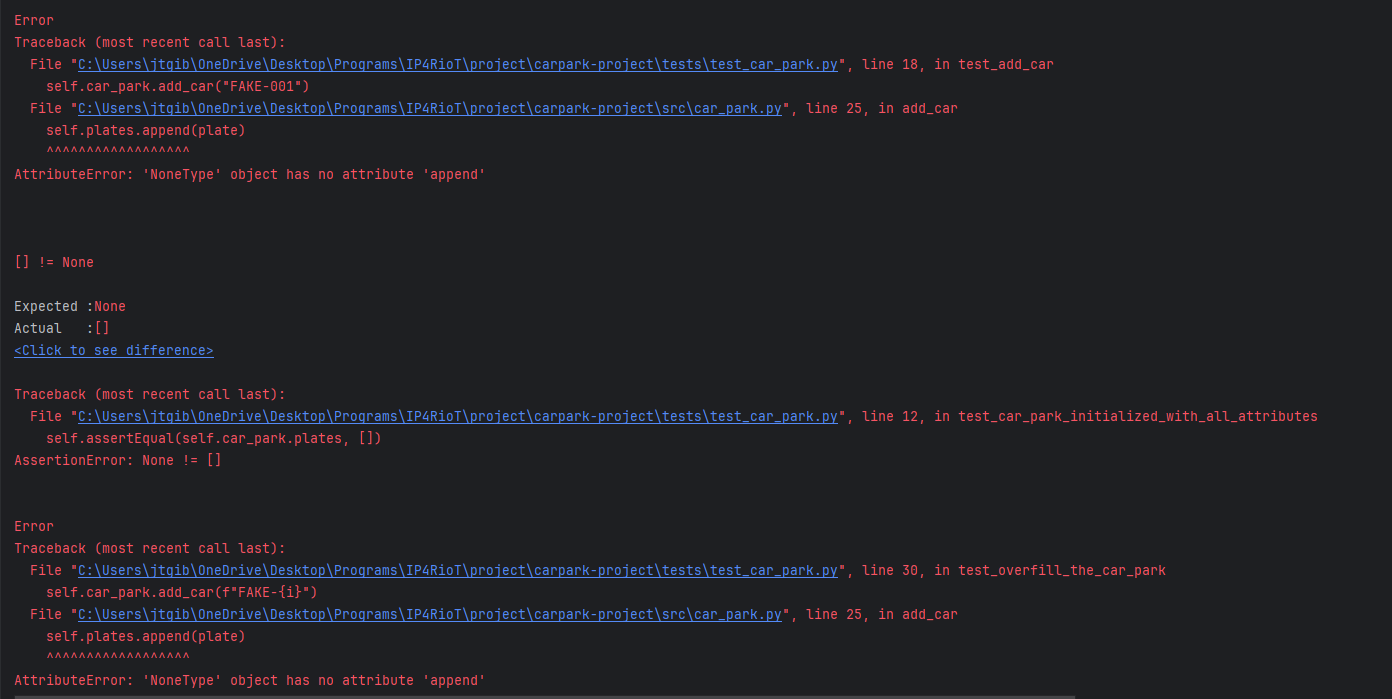 Error
Traceback (most recent call last):
  File "C:\Users\jtgib\OneDrive\Desktop\Programs\IP4RioT\project\carpark-project\tests\test_car_park.py", line 18, in test_add_car
    self.car_park.add_car("FAKE-001")
  File "C:\Users\jtgib\OneDrive\Desktop\Programs\IP4RioT\project\carpark-project\src\car_park.py", line 25, in add_car
    self.plates.append(plate)
    ^^^^^^^^^^^^^^^^^^
AttributeError: 'NoneType' object has no attribute 'append'
[] != None
Expected :None
Actual   :[]
<Click to see difference>
Traceback (most recent call last):
  File "C:\Users\jtgib\OneDrive\Desktop\Programs\IP4RioT\project\carpark-project\tests\test_car_park.py", line 12, in test_car_park_initialized_with_all_attributes
    self.assertEqual(self.car_park.plates, [])
AssertionError: None != []
Error
Traceback (most recent call last):
  File "C:\Users\jtgib\OneDrive\Desktop\Programs\IP4RioT\project\carpark-project\tests\test_car_park.py", line 30, in test_overfill_the_car_park
    self.car_park.add_car(f"FAKE-{i}")
  File "C:\Users\jtgib\OneDrive\Desktop\Programs\IP4RioT\project\carpark-project\src\car_park.py", line 25, in add_car
    self.plates.append(plate)
    ^^^^^^^^^^^^^^^^^^
AttributeError: 'NoneType' object has no attribute 'append'